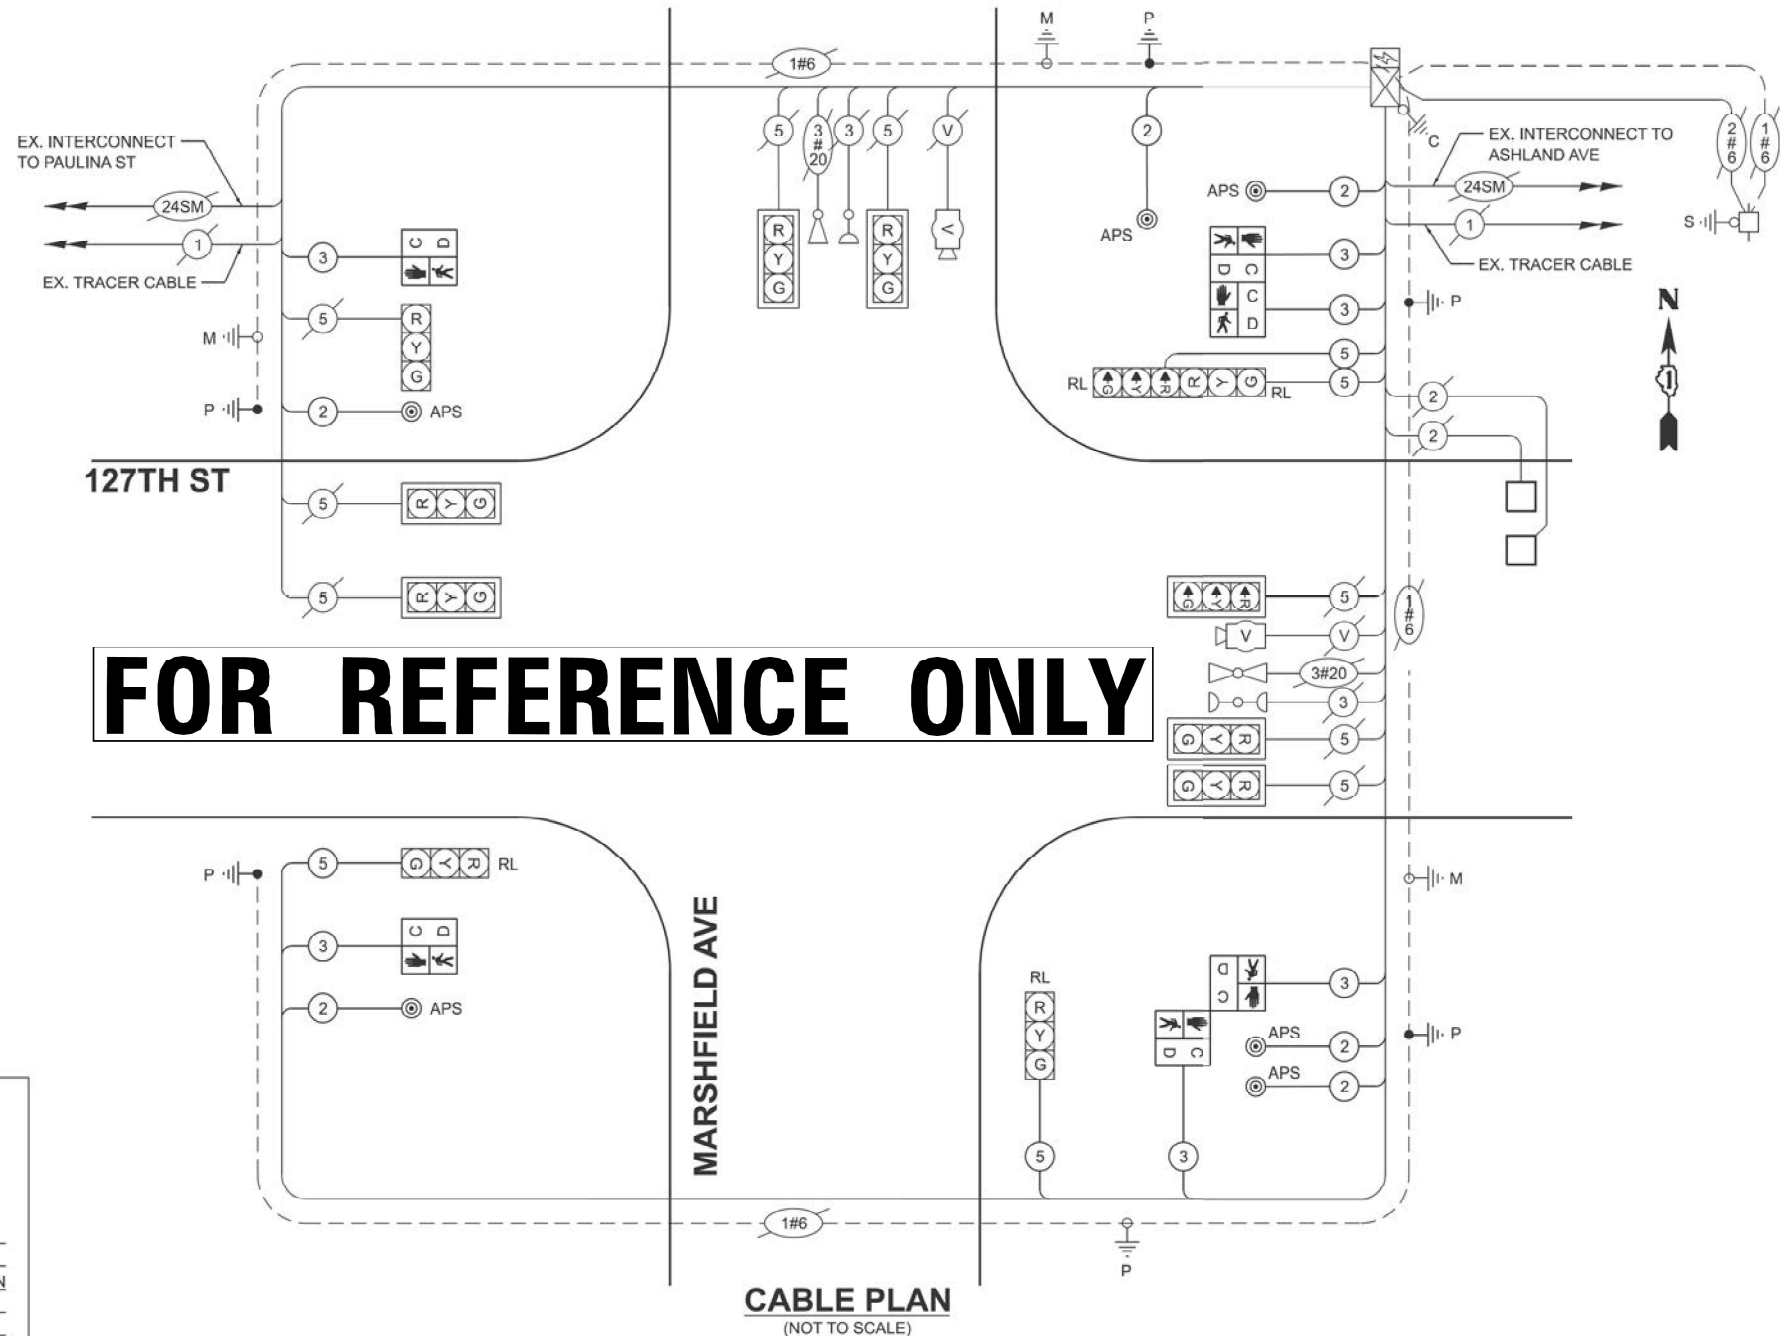 M
P
1#6
EX. INTERCONNECT
TO PAULINA ST
24SM
1
EX. TRACER CABLE
5
3
#
20
3
5
V
2
R
Y
G
R
Y
G
V
APS
C
EX. INTERCONNECT TO
ASHLAND AVE
24SM
1
EX. TRACER CABLE
2
#
6
1
#
6
S
N
1
APS
2
3
D C
C
D
3
5
RL
G Y R R Y G
RL
5
P
2
2
3
C D
5
R
Y
G
M
P
2
APS
127TH ST
5
R Y G
5
R Y G
G Y R
5
V
V
3#20
3
G Y R
5
G Y R
5
1
#
6
FOR REFERENCE ONLY
P
5
G Y R
RL
3
C D
2
APS
MARSHFIELD AVE
M
RL
R
Y
G
5
D
C
3
D C
3
APS
2
APS
2
P
1#6
P
N
CABLE PLAN
(NOT TO SCALE)